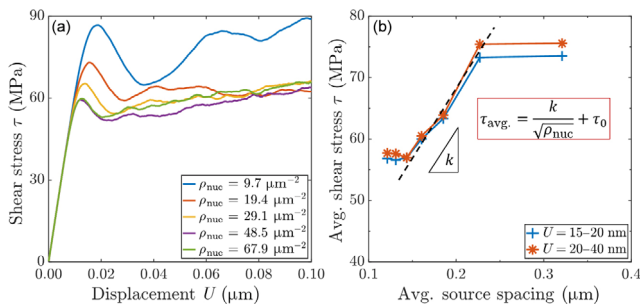 (a)
Shear stress τ (MPa)
90
60
30
0
0.00 0.02 0.04 0.06 0.08 0.10
Displacement U (μm)
ρnuc = 9.7 μm⁻²
ρnuc = 19.4 μm⁻²
ρnuc = 29.1 μm⁻²
ρnuc = 48.5 μm⁻²
ρnuc = 67.9 μm⁻²
(b)
Avg. shear stress τ (MPa)
80
70
60
50
0.1 0.2 0.3 0.4
Avg. source spacing (μm)
τavg. = k/√ρnuc + τ0
k
U = 15–20 nm
U = 20–40 nm